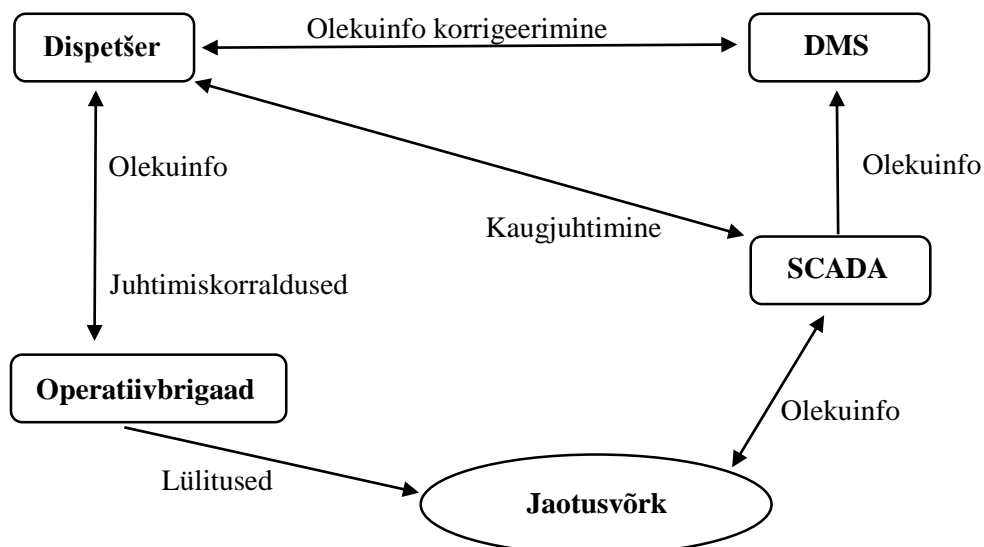 Olekuinfo korrigeerimine
Dispetšer
DMS
Olekuinfo
Olekuinfo
Kaugjuhtimine
SCADA
Juhtimiskorraldused
Operatiivbrigaad
Olekuinfo
Lülitused
Jaotusvõrk